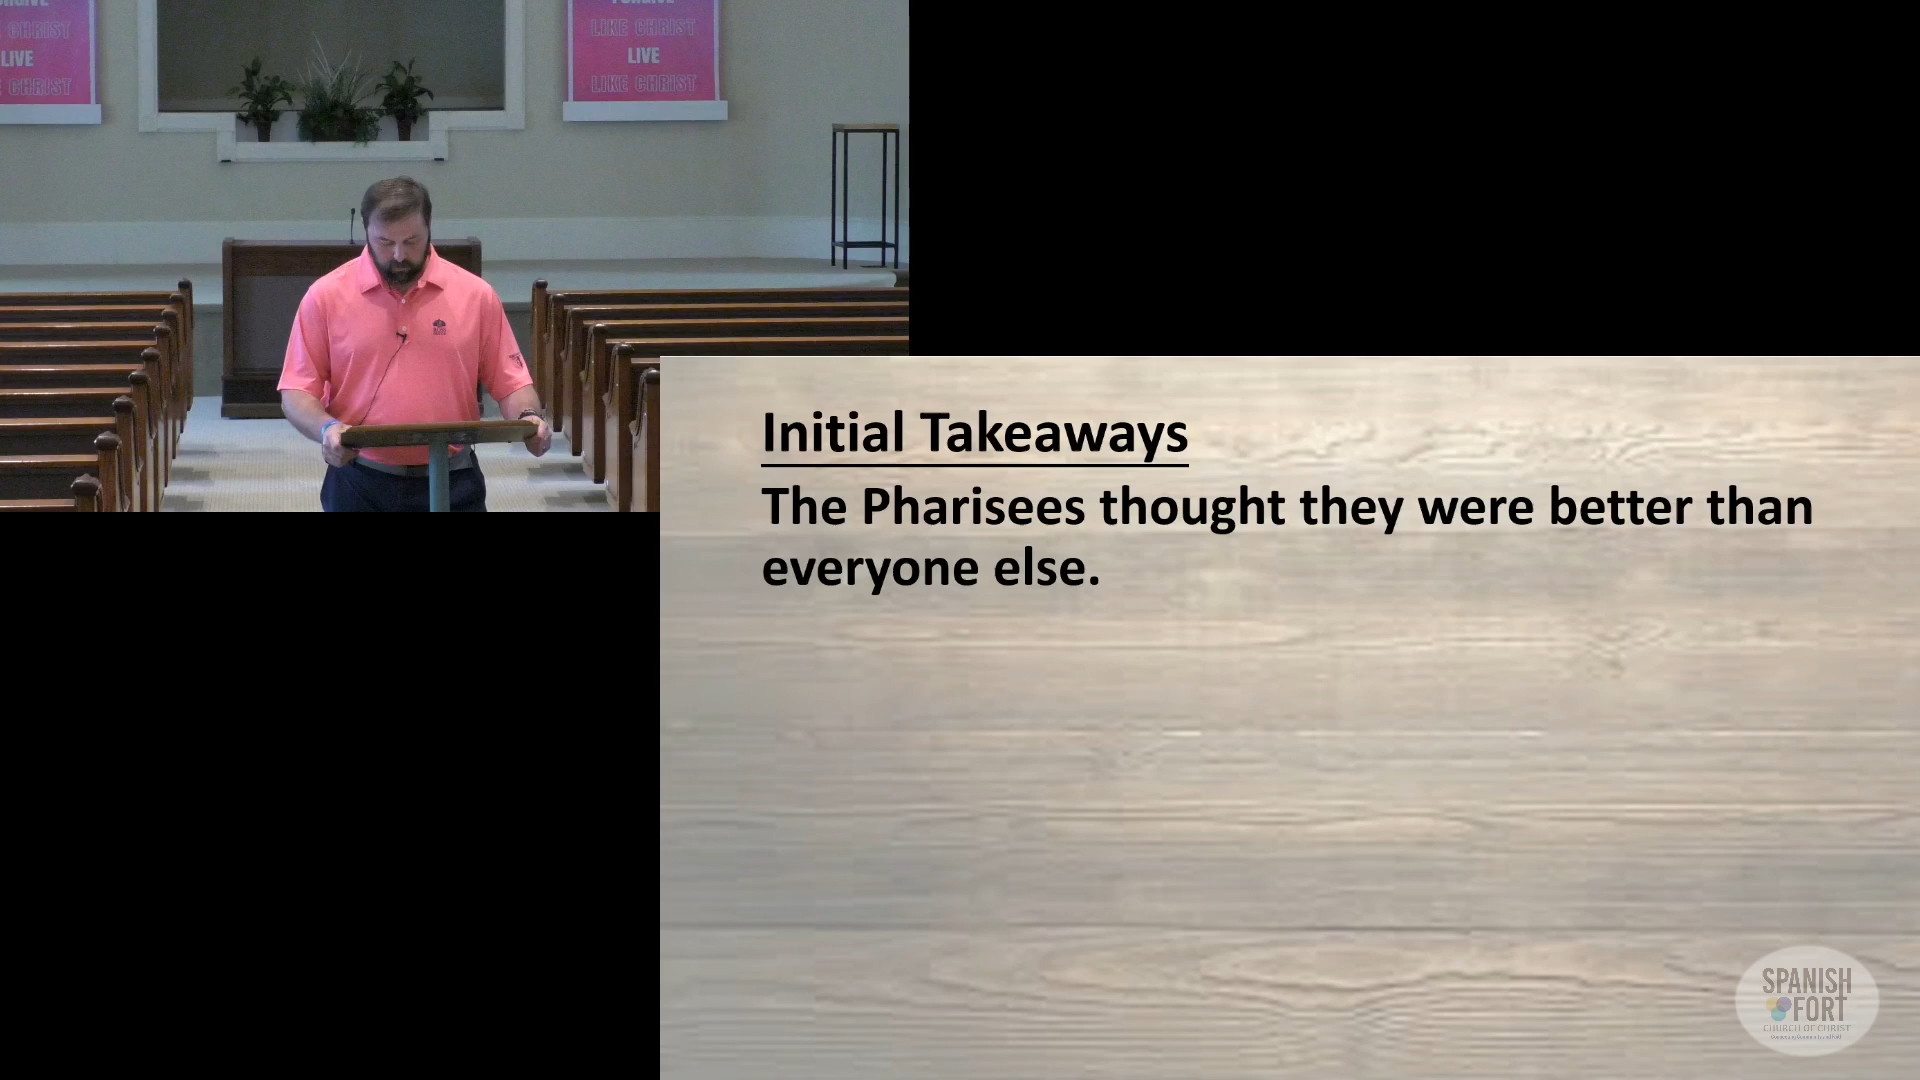 CHRIST
LIVE
CHRIST
LIKE CHRIST
LIVE
LIKE CHRIST
Initial Takeaways
The Pharisees thought they were better than
everyone else.
SPANISH
FORT
CHURCH OF CHRIST